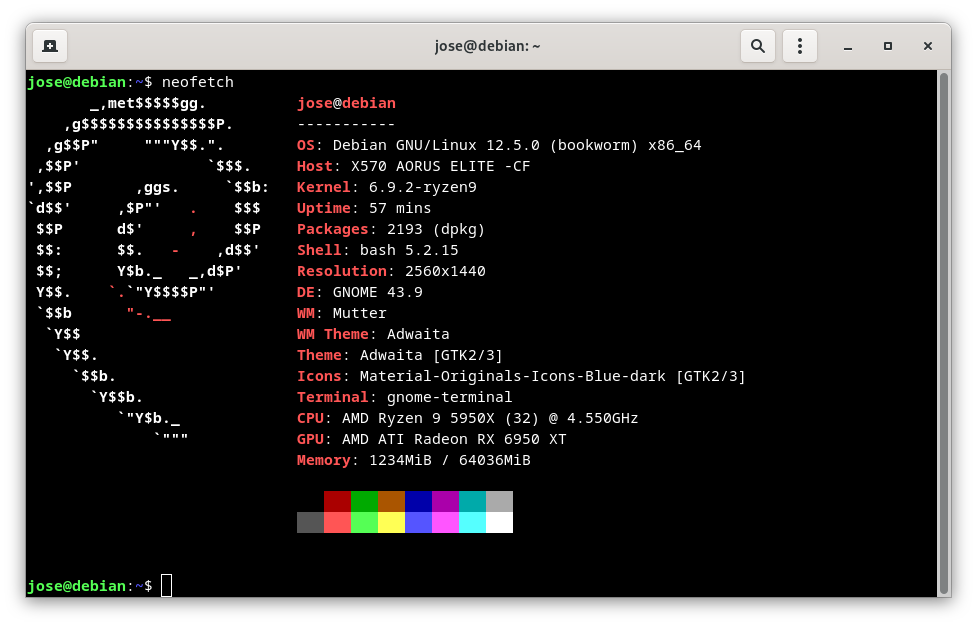 jose@debian: ~
jose@debian:~$ neofetch
       _,met$$$$$gg.          jose@debian
    ,g$$$$$$$$$$$$$$$P.       -----------
  ,g$$P"     """Y$$.".        OS: Debian GNU/Linux 12.5.0 (bookworm) x86_64
 ,$$P'              `$$$.     Host: X570 AORUS ELITE -CF
',$$P       ,ggs.     `$$b:   Kernel: 6.9.2-ryzen9
`d$$'     ,$P"'   .    $$$    Uptime: 57 mins
 $$P      d$'     ,    $$P    Packages: 2193 (dpkg)
 $$:      $$.   -    ,d$$'    Shell: bash 5.2.15
 $$;      Y$b._   _,d$P'      Resolution: 2560x1440
 Y$$.    `.`"Y$$$$P"'         DE: GNOME 43.9
 `$$b      "-.__              WM: Mutter
  `Y$$                        WM Theme: Adwaita
   `Y$$.                      Theme: Adwaita [GTK2/3]
     `$$b.                    Icons: Material-Originals-Icons-Blue-dark [GTK2/3]
       `Y$$b.                 Terminal: gnome-terminal
          `"Y$b._             CPU: AMD Ryzen 9 5950X (32) @ 4.550GHz
              `"""            GPU: AMD ATI Radeon RX 6950 XT
                              Memory: 1234MiB / 64036MiB
jose@debian:~$